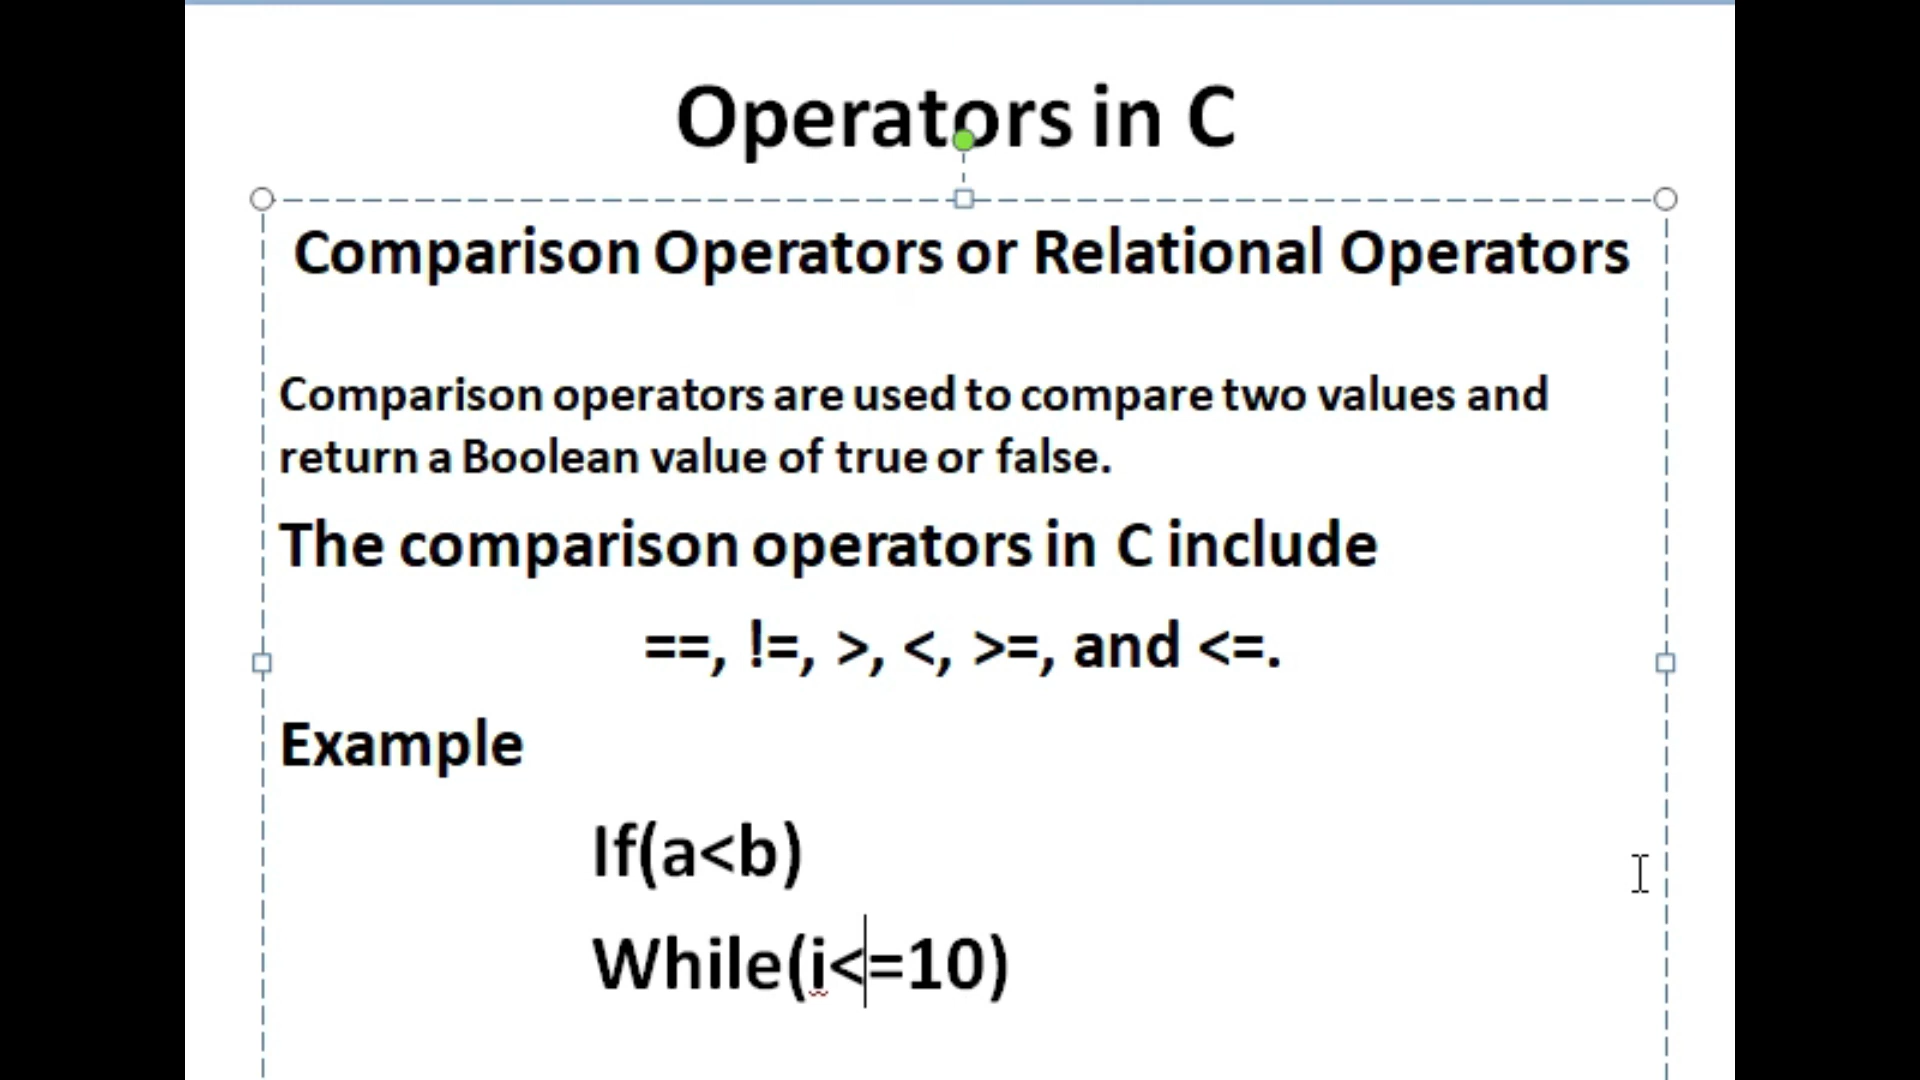 Operators in C
Comparison Operators or Relational Operators
Comparison operators are used to compare two values and
return a Boolean value of true or false.
The comparison operators in C include
==, !=, >, <, >=, and <=.
Example
If(a<b)
While(i<=10)